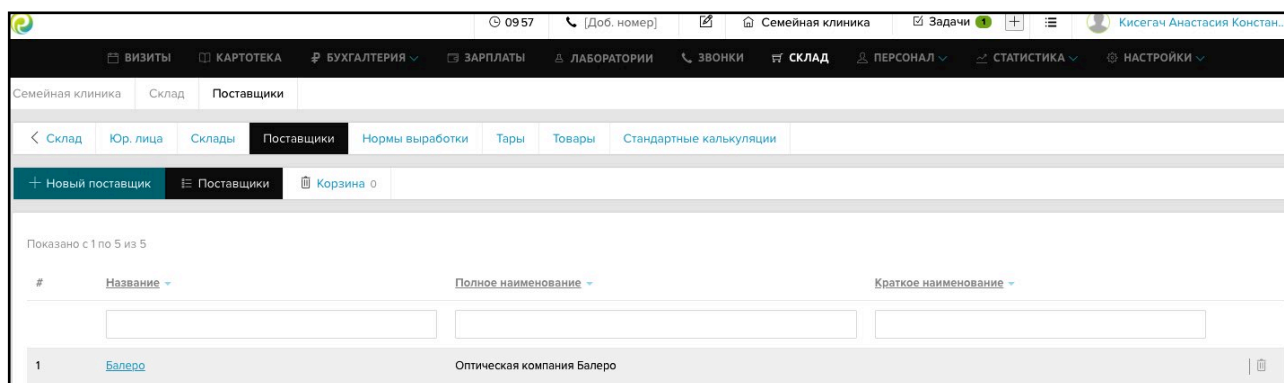 09 57 [Доб. номер] Семейная клиника Задачи 1 Кисегач Анастасия Констан...
ВИЗИТЫ КАРТОТЕКА БУХГАЛТЕРИЯ ЗАРПЛАТЫ ЛАБОРАТОРИИ ЗВОНКИ СКЛАД ПЕРСОНАЛ СТАТИСТИКА НАСТРОЙКИ
Семейная клиника Склад Поставщики
< Склад Юр. лица Склады Поставщики Нормы выработки Тары Товары Стандартные калькуляции
+ Новый поставщик Поставщики Корзина 0
Показано с 1 по 5 из 5
# Название Полное наименование Краткое наименование
1 Балеро Оптическая компания Балеро